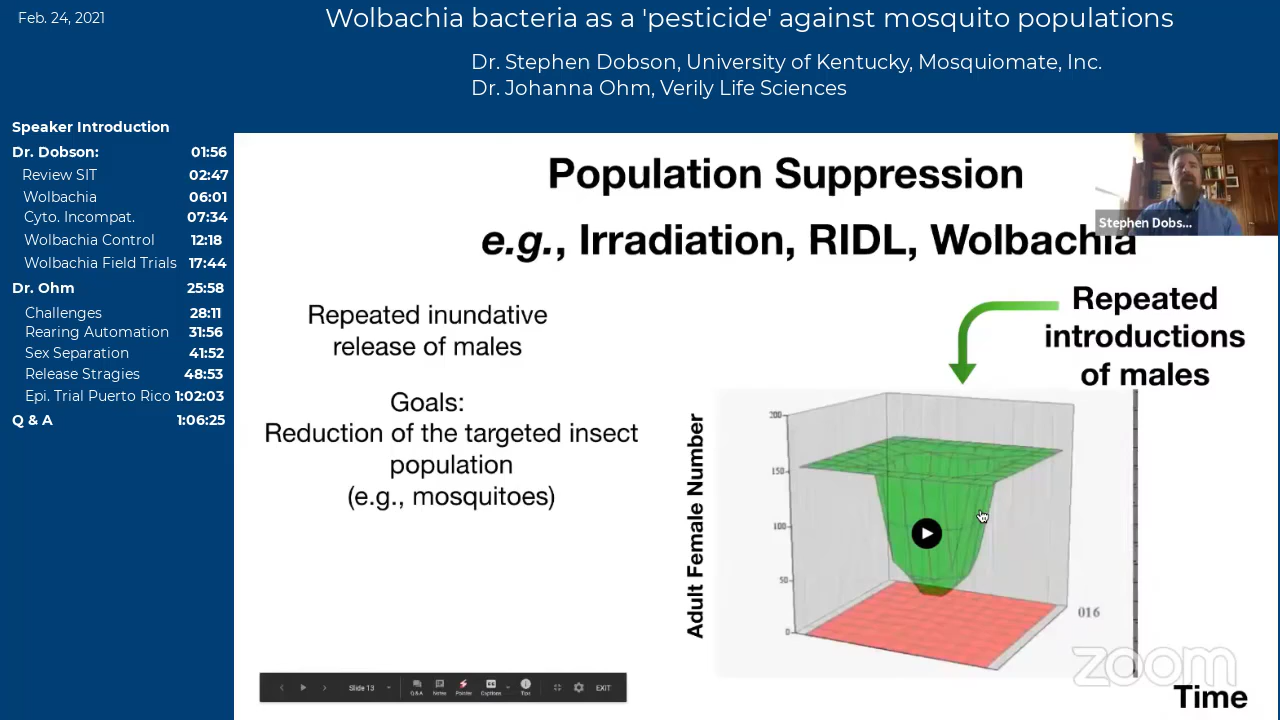 Feb. 24, 2021
Wolbachia bacteria as a 'pesticide' against mosquito populations
Dr. Stephen Dobson, University of Kentucky, Mosquiomate, Inc.
Dr. Johanna Ohm, Verily Life Sciences
Speaker Introduction
Dr. Dobson: 01:56
Review SIT 02:47
Wolbachia 06:01
Cyto. Incompat. 07:34
Wolbachia Control 12:18
Wolbachia Field Trials 17:44
Dr. Ohm 25:58
Challenges 28:11
Rearing Automation 31:56
Sex Separation 41:52
Release Stragies 48:53
Epi. Trial Puerto Rico 1:02:03
Q & A 1:06:25
Population Suppression
e.g., Irradiation, RIDL, Wolbachia
Stephen Dobs...
Repeated inundative
release of males
Goals:
Reduction of the targeted insect
population
(e.g., mosquitoes)
Repeated
introductions
of males
Adult Female Number
200
150
100
50
0
016
Time
zoom
Slide 13
Q&A Notes Pointer Captions Tips EXIT